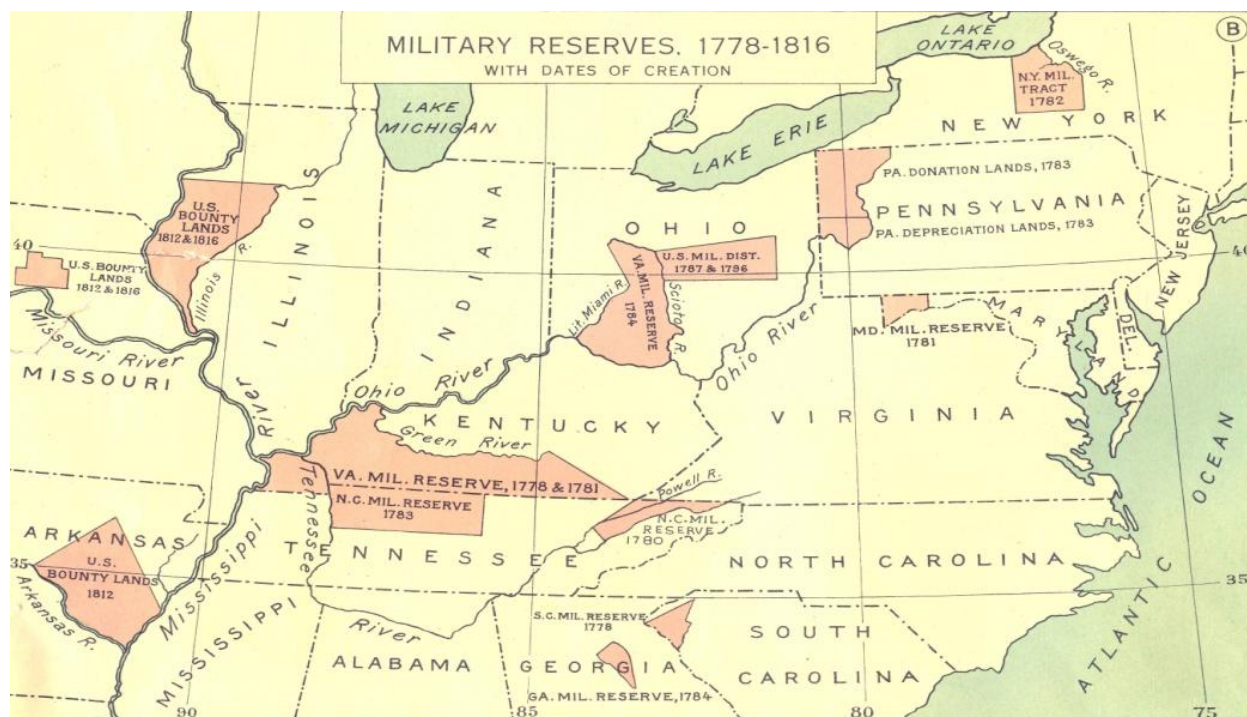 MILITARY RESERVES. 1778-1816
WITH DATES OF CREATION
B
LAKE
ONTARIO
Oswego R.
N.Y. MIL.
TRACT
1782
LAKE
MICHIGAN
LAKE ERIE
NEW YORK
PA. DONATION LANDS, 1783
PENNSYLVANIA
PA. DEPRECIATION LANDS, 1783
NEW JERSEY
U.S.
BOUNTY
LANDS
1812 & 1816
Illinois R.
ILLINOIS
INDIANA
OHIO
U.S. MIL. DIST.
1787 & 1796
40
U.S. BOUNTY
LANDS
1812 & 1816
40
Lit. Miami R.
VA. MIL. RESERVE
1784
Scioto R.
Ohio River
MD. MIL. RESERVE
1781
MARYLAND
DEL.
Missouri River
MISSOURI
River
Ohio River
KENTUCKY
Green River
VIRGINIA
OCEAN
VA. MIL. RESERVE, 1778 & 1781
Powell R.
N.C. MIL. RESERVE
1783
N.C. MIL.
RESERVE
1780
Tennessee
ARKANSAS
TENNESSEE
NORTH CAROLINA
35
U.S.
BOUNTY LANDS
1812
Arkansas R.
Mississippi
35
MISSISSIPPI
River
S.C. MIL. RESERVE
1778
SOUTH
CAROLINA
ALABAMA
GEORGIA
GA. MIL. RESERVE, 1784
ATLANTIC
90
85
80
75